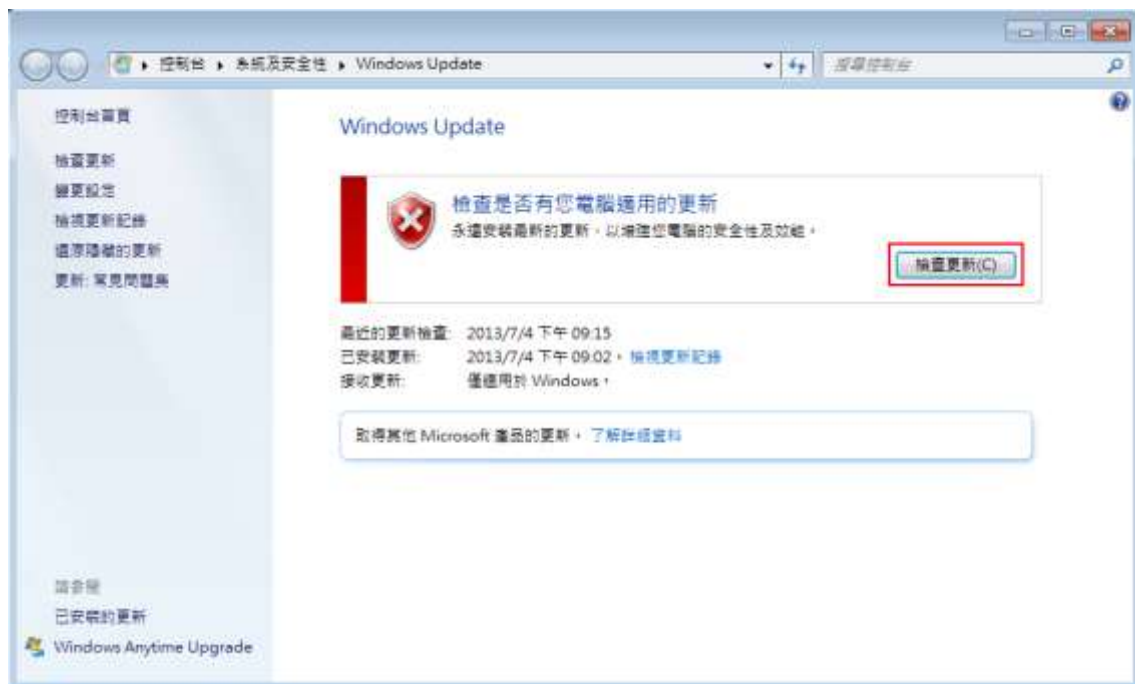 控制台 ▸ 系統及安全性 ▸ Windows Update
搜尋控制台
控制台首頁
檢查更新
變更設定
檢視更新記錄
還原隱藏的更新
更新: 常見問題集
Windows Update
檢查是否有您電腦適用的更新
永遠安裝最新的更新，以增進您電腦的安全性及效能。
檢查更新(C)
最近的更新檢查: 2013/7/4 下午 09:15
已安裝更新: 2013/7/4 下午 09:02。檢視更新記錄
接收更新: 僅適用於 Windows。
取得其他 Microsoft 產品的更新。 了解詳細資料
請參閱
已安裝的更新
Windows Anytime Upgrade